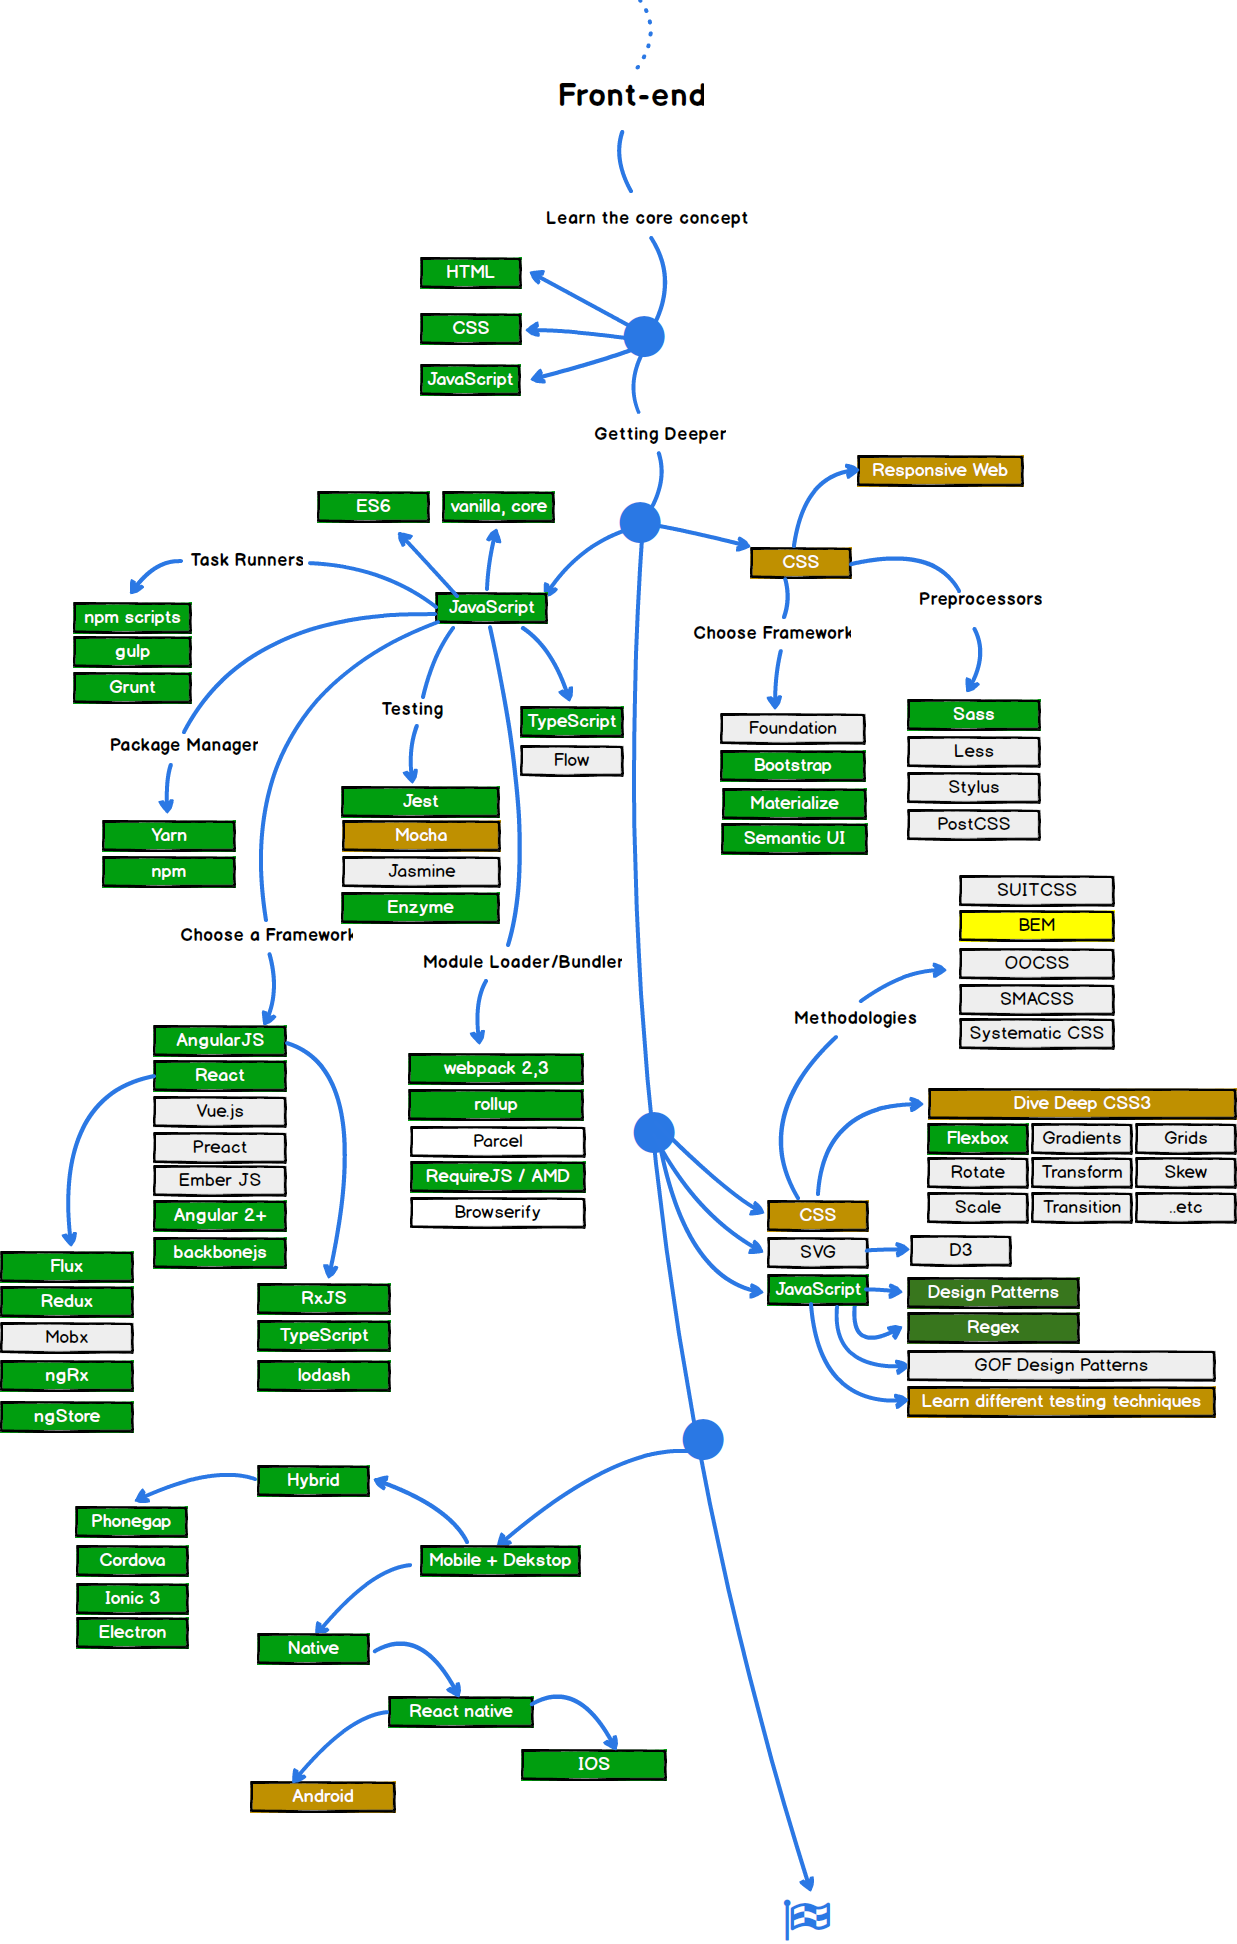 Front-end
Learn the core concept
HTML
CSS
JavaScript
Getting Deeper
Responsive Web
ES6
vanilla, core
CSS
Task Runners
JavaScript
Preprocessors
npm scripts
gulp
Grunt
Choose Framework
Testing
TypeScript
Flow
Foundation
Bootstrap
Materialize
Semantic UI
Sass
Less
Stylus
PostCSS
Package Manager
Yarn
npm
Jest
Mocha
Jasmine
Enzyme
SUITCSS
BEM
OOCSS
SMACSS
Systematic CSS
Choose a Framework
Module Loader/Bundler
Methodologies
AngularJS
React
Vue.js
Preact
Ember JS
Angular 2+
backbonejs
webpack 2,3
rollup
Parcel
RequireJS / AMD
Browserify
Dive Deep CSS3
Flexbox
Gradients
Grids
Rotate
Transform
Skew
Scale
Transition
..etc
CSS
SVG
D3
JavaScript
Design Patterns
Regex
GOF Design Patterns
Learn different testing techniques
Flux
Redux
Mobx
ngRx
ngStore
RxJS
TypeScript
lodash
Hybrid
Phonegap
Cordova
Ionic 3
Electron
Mobile + Dekstop
Native
React native
IOS
Android